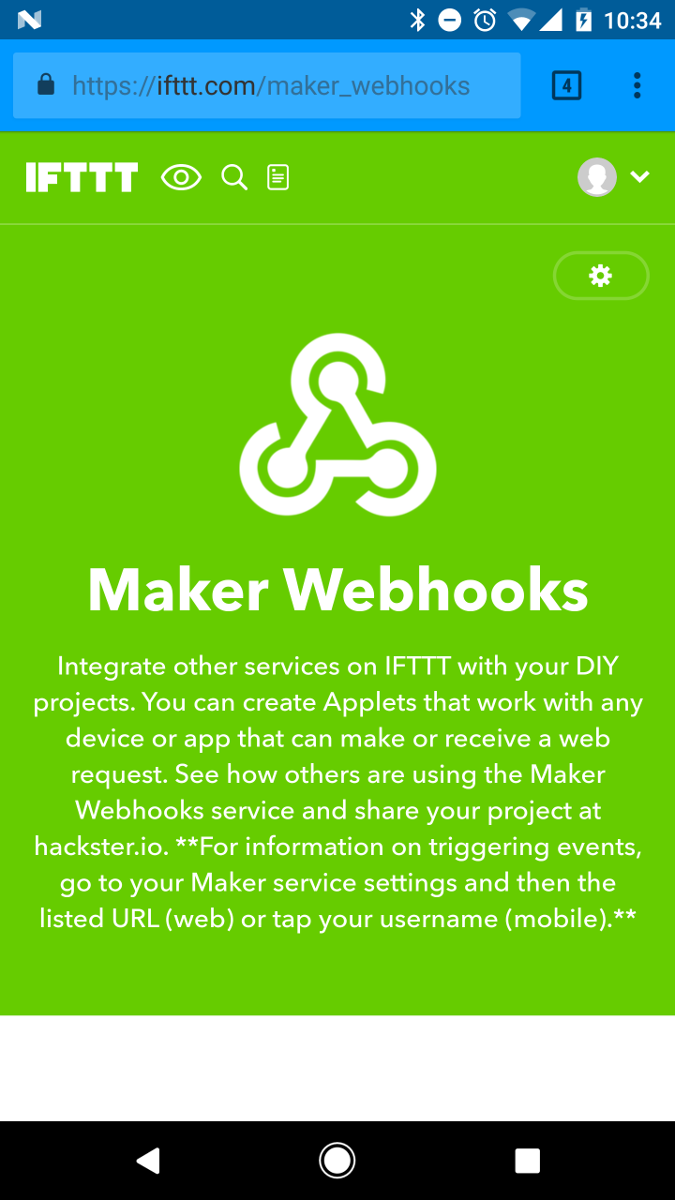 10:34
https://ifttt.com/maker_webhooks
4
IFTTT
Maker Webhooks
Integrate other services on IFTTT with your DIY
projects. You can create Applets that work with any
device or app that can make or receive a web
request. See how others are using the Maker
Webhooks service and share your project at
hackster.io. **For information on triggering events,
go to your Maker service settings and then the
listed URL (web) or tap your username (mobile).**